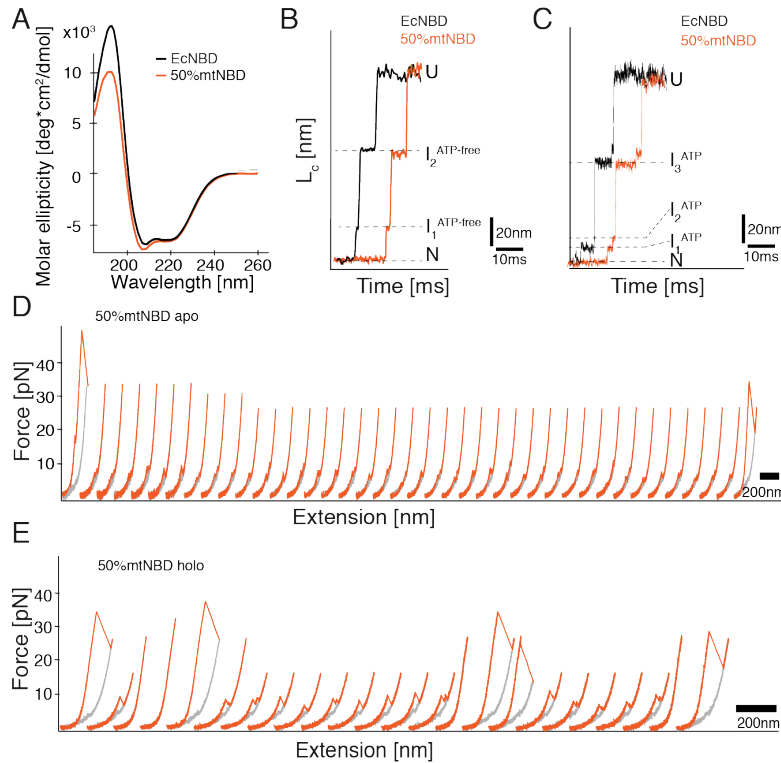 A
x10³
EcNBD
50%mtNBD
Molar ellipticity [deg*cm²/dmol]
10
5
0
-5
200
220
240
260
Wavelength [nm]
B
EcNBD
50%mtNBD
L_c [nm]
U
I₂^ATP-free
I₁^ATP-free
N
20nm
10ms
Time [ms]
C
EcNBD
50%mtNBD
U
I₃^ATP
I₂^ATP
I₁^ATP
N
20nm
10ms
Time [ms]
D
50%mtNBD apo
Force [pN]
40
30
20
10
200nm
Extension [nm]
E
50%mtNBD holo
Force [pN]
40
30
20
10
200nm
Extension [nm]